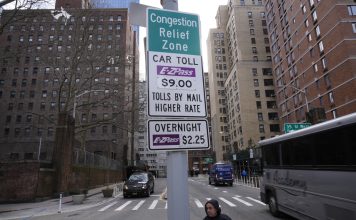 Congestion
Relief
Zone
CAR TOLL
E-ZPass
$9.00
TOLLS BY MAIL
HIGHER RATE
OVERNIGHT
E-ZPass $2.25